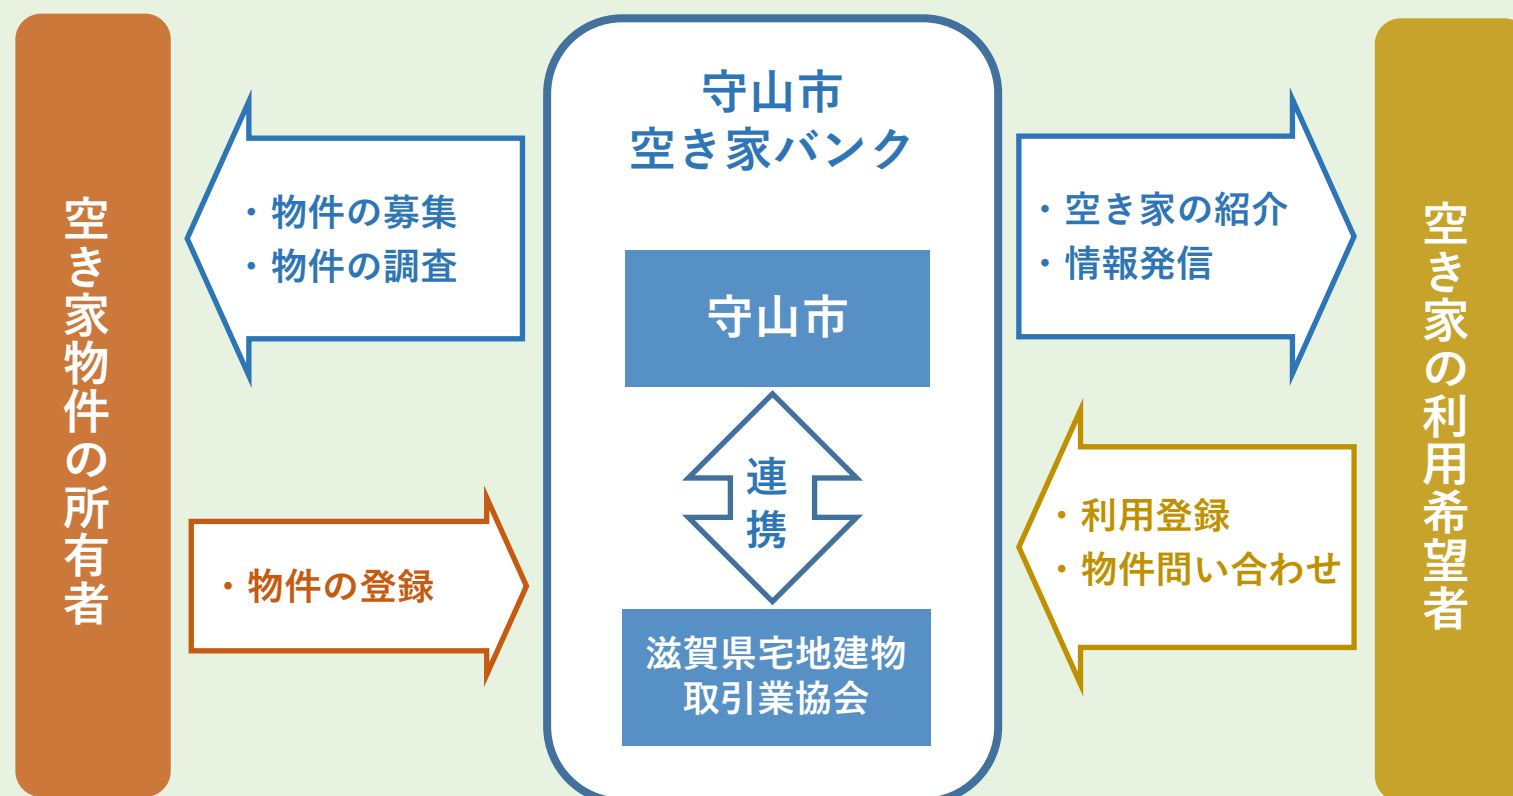 空き家物件の所有者
・物件の募集
・物件の調査
・物件の登録
守山市
空き家バンク
守山市
連
携
滋賀県宅地建物
取引業協会
・空き家の紹介
・情報発信
・利用登録
・物件問い合わせ
空き家の利用希望者